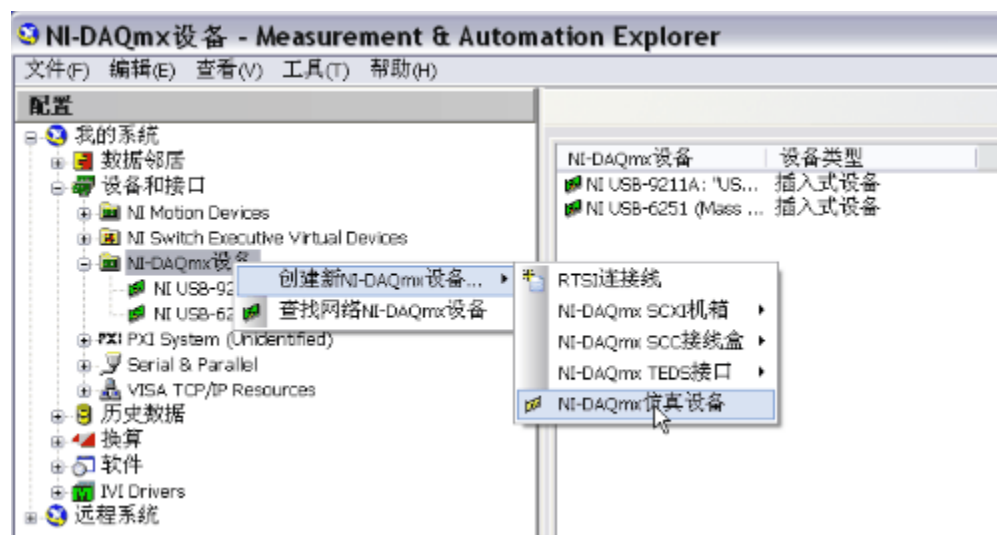 NI-DAQmx设备 - Measurement & Automation Explorer
文件(F) 编辑(E) 查看(V) 工具(T) 帮助(H)
配置
我的系统
数据邻居
设备和接口
NI Motion Devices
NI Switch Executive Virtual Devices
NI-DAQmx设备
NI USB-92
NI USB-62
PXI PXI System (Unidentified)
Serial & Parallel
VISA TCP/IP Resources
历史数据
换算
软件
IVI Drivers
远程系统
NI-DAQmx设备 设备类型
NI USB-9211A: "US... 插入式设备
NI USB-6251 (Mass ... 插入式设备
创建新NI-DAQmx设备...
查找网络NI-DAQmx设备
RTSI连接线
NI-DAQmx SCXI机箱
NI-DAQmx SCC接线盒
NI-DAQmx TEDS接口
NI-DAQmx仿真设备